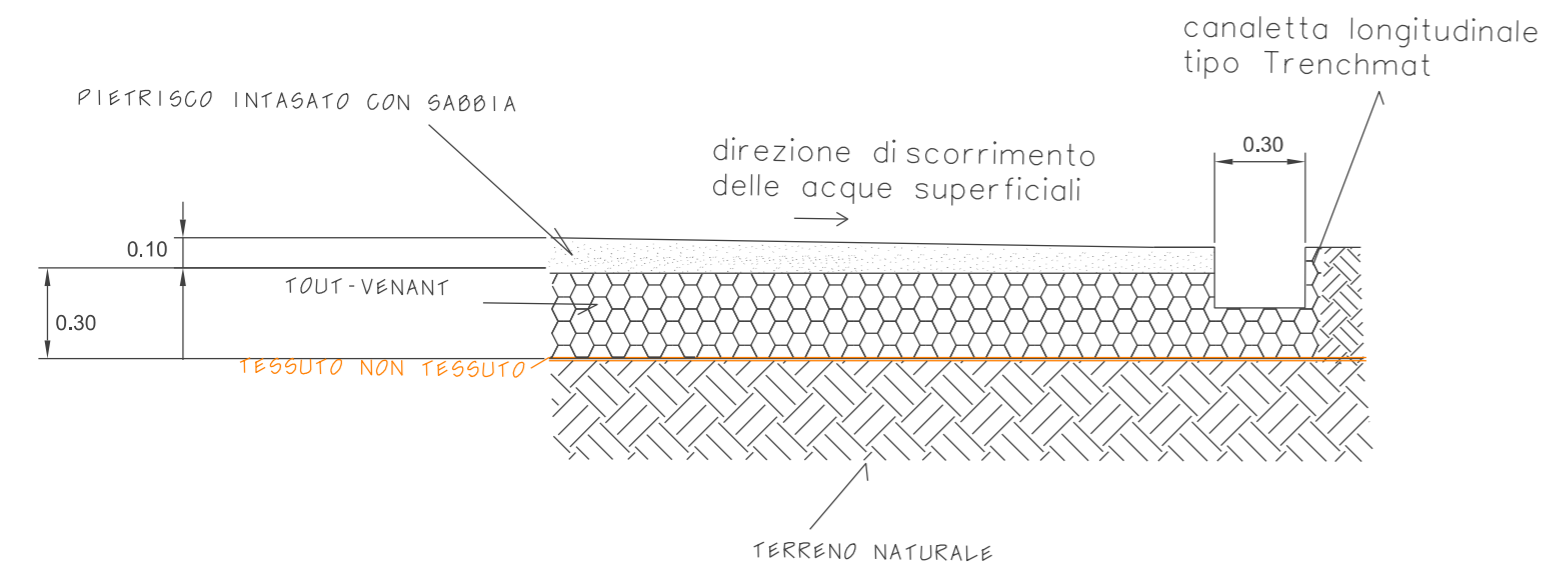 canaletta longitudinale
tipo Trenchmat
PIETRISCO INTASATO CON SABBIA
direzione di scorrimento
delle acque superficiali
0.30
0.10
TOUT-VENANT
0.30
TESSUTO NON TESSUTO
TERRENO NATURALE